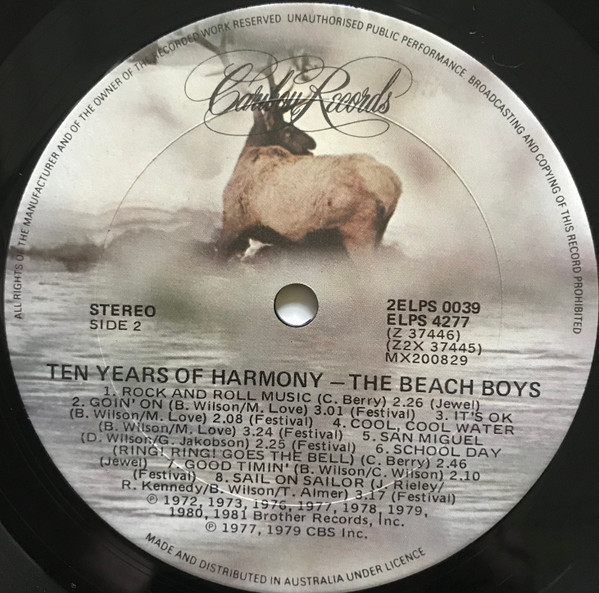 ALL RIGHTS OF THE MANUFACTURER AND OF THE OWNER OF THE RECORDED WORK RESERVED UNAUTHORISED PUBLIC PERFORMANCE BROADCASTING AND COPYING OF THIS RECORD PROHIBITED
Caribou Records
STEREO
SIDE 2
2ELPS 0039
ELPS 4277
(Z 37446)
(Z2X 37445)
MX200829
TEN YEARS OF HARMONY – THE BEACH BOYS
1. ROCK AND ROLL MUSIC (C. Berry) 2.26 (Jewel)
2. GOIN' ON (B. Wilson/M. Love) 3.01 (Festival) 3. IT'S OK
(B. Wilson/M. Love) 2.08 (Festival) 4. COOL, COOL WATER
(B. Wilson/M. Love) 3.24 (Festival) 5. SAN MIGUEL
(D. Wilson/G. Jakobson) 2.25 (Festival) 6. SCHOOL DAY
(RING! RING! GOES THE BELL) (C. Berry) 2.46
(Jewel) 7. GOOD TIMIN' (B. Wilson/C. Wilson) 2.10
(Festival) 8. SAIL ON SAILOR (J. Rieley/
R. Kennedy/B. Wilson/T. Almer) 3.17 (Festival)
℗ 1972, 1973, 1976, 1977, 1978, 1979,
1980, 1981 Brother Records, Inc.
℗ 1977, 1979 CBS Inc.
MADE AND DISTRIBUTED IN AUSTRALIA UNDER LICENCE